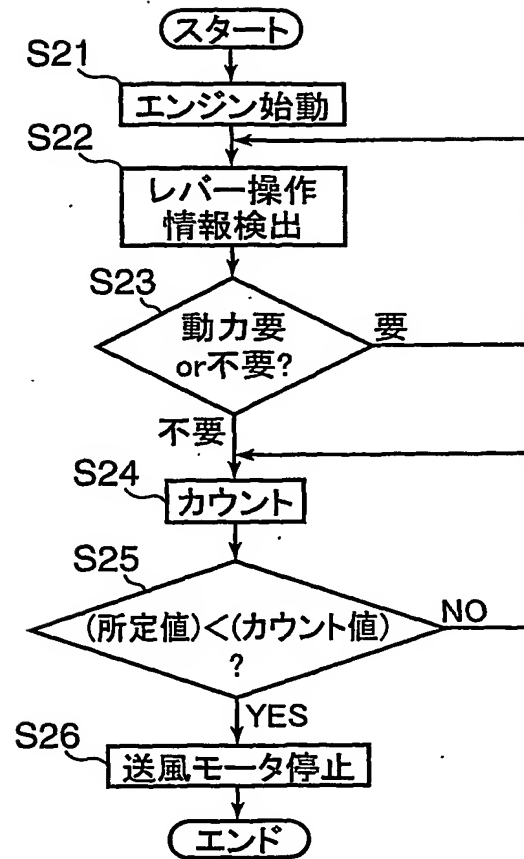 スタート
S21
エンジン始動
S22
レバー操作
情報検出
S23
動力要
or不要?
要
不要
S24
カウント
S25
(所定値)<(カウント値)
?
NO
YES
S26
送風モータ停止
エンド